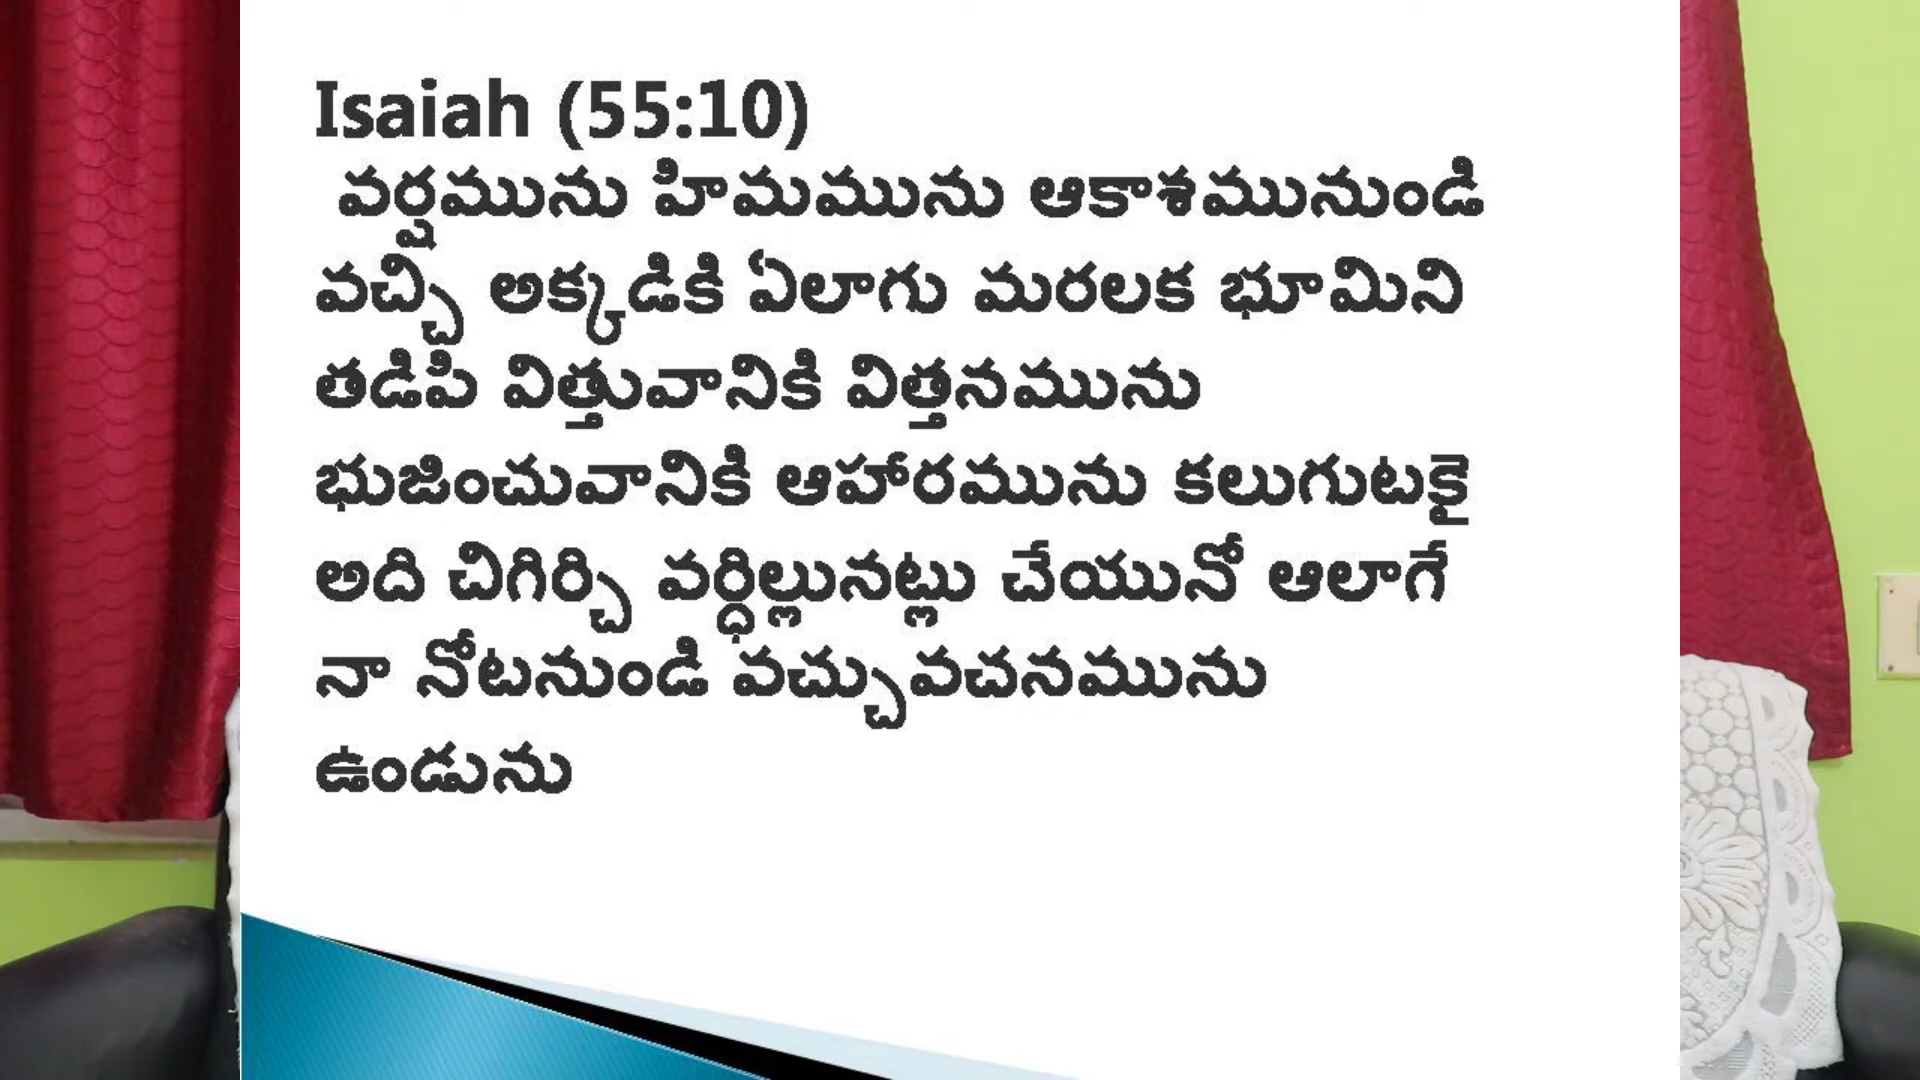 Isaiah (55:10)
వర్షమును హిమమును ఆకాశమునుండి
వచ్చి అక్కడికి ఏలాగు మరలక భూమిని
తడిపి విత్తువానికి విత్తనమును
భుజించువానికి ఆహారమును కలుగుటకై
అది చిగిర్చి వర్ధిల్లునట్లు చేయునో ఆలాగే
నా నోటనుండి వచ్చువచనమును
ఉండును